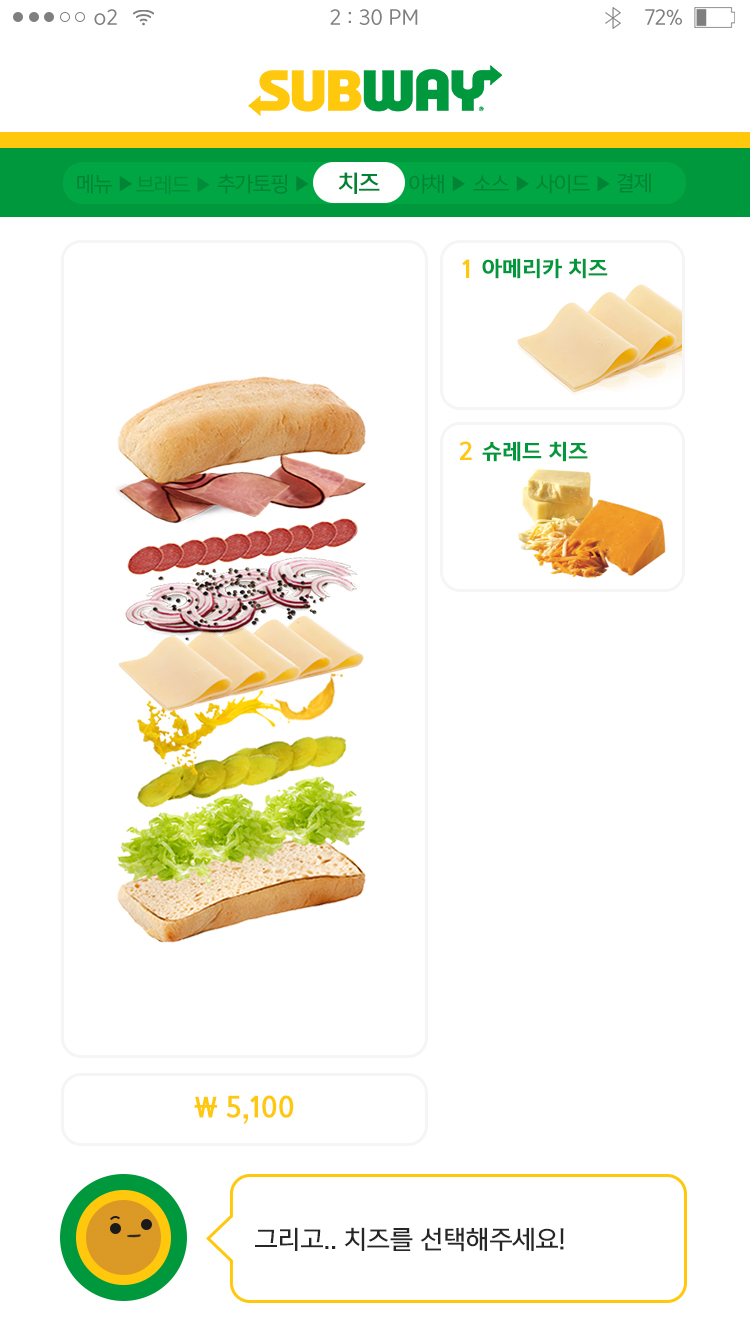 o2
2 : 30 PM
72%
SUBWAY
메뉴 ▶ 브레드 ▶ 추가토핑 ▶ 치즈 야채 ▶ 소스 ▶ 사이드 ▶ 결제
1 아메리카 치즈
2 슈레드 치즈
₩ 5,100
그리고.. 치즈를 선택해주세요!